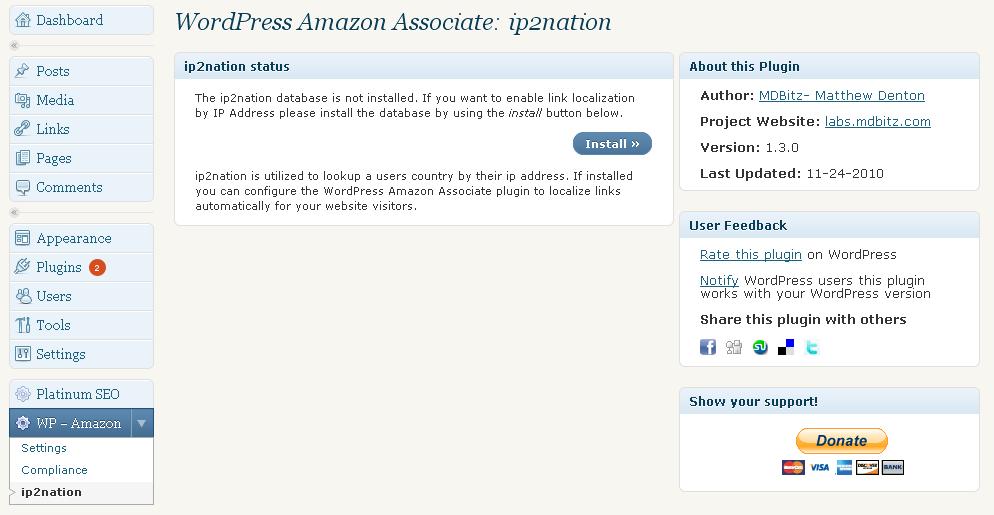 Dashboard
Posts
Media
Links
Pages
Comments
Appearance
Plugins 2
Users
Tools
Settings
Platinum SEO
WP – Amazon
Settings
Compliance
ip2nation
WordPress Amazon Associate: ip2nation
ip2nation status
The ip2nation database is not installed. If you want to enable link localization
by IP Address please install the database by using the install button below.
Install »
ip2nation is utilized to lookup a users country by their ip address. If installed
you can configure the WordPress Amazon Associate plugin to localize links
automatically for your website visitors.
About this Plugin
Author: MDBitz- Matthew Denton
Project Website: labs.mdbitz.com
Version: 1.3.0
Last Updated: 11-24-2010
User Feedback
Rate this plugin on WordPress
Notify WordPress users this plugin
works with your WordPress version
Share this plugin with others
Show your support!
Donate
MasterCard VISA DISCOVER BANK